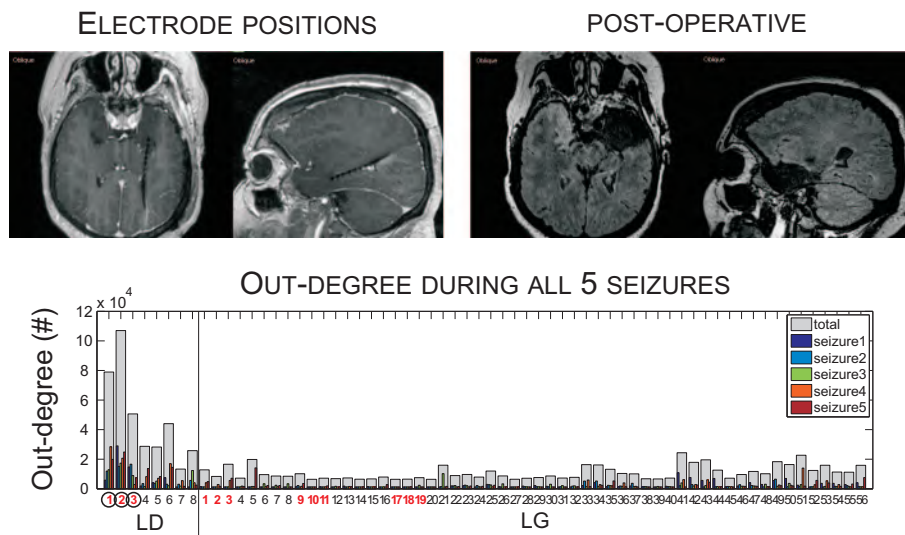 ELECTRODE POSITIONS
POST-OPERATIVE
Oblique
Oblique
Oblique
Oblique
OUT-DEGREE DURING ALL 5 SEIZURES
x 10^4
Out-degree (#)
12
10
8
6
4
2
0
total
seizure1
seizure2
seizure3
seizure4
seizure5
1 2 3 4 5 6 7 8 1 2 3 4 5 6 7 8 9 10 11 12 13 14 15 16 17 18 19 20 21 22 23 24 25 26 27 28 29 30 31 32 33 34 35 36 37 38 39 40 41 42 43 44 45 46 47 48 49 50 51 52 53 54 55 56
LD
LG